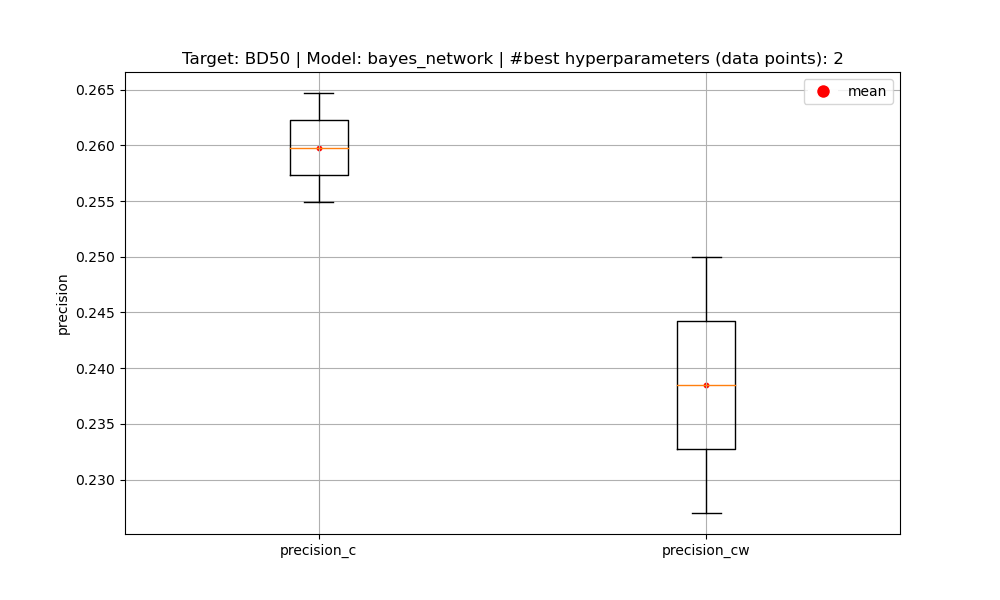 Target: BD50 | Model: bayes_network | #best hyperparameters (data points): 2
mean
0.265
0.260
0.255
0.250
0.245
0.240
0.235
0.230
precision
precision_c
precision_cw